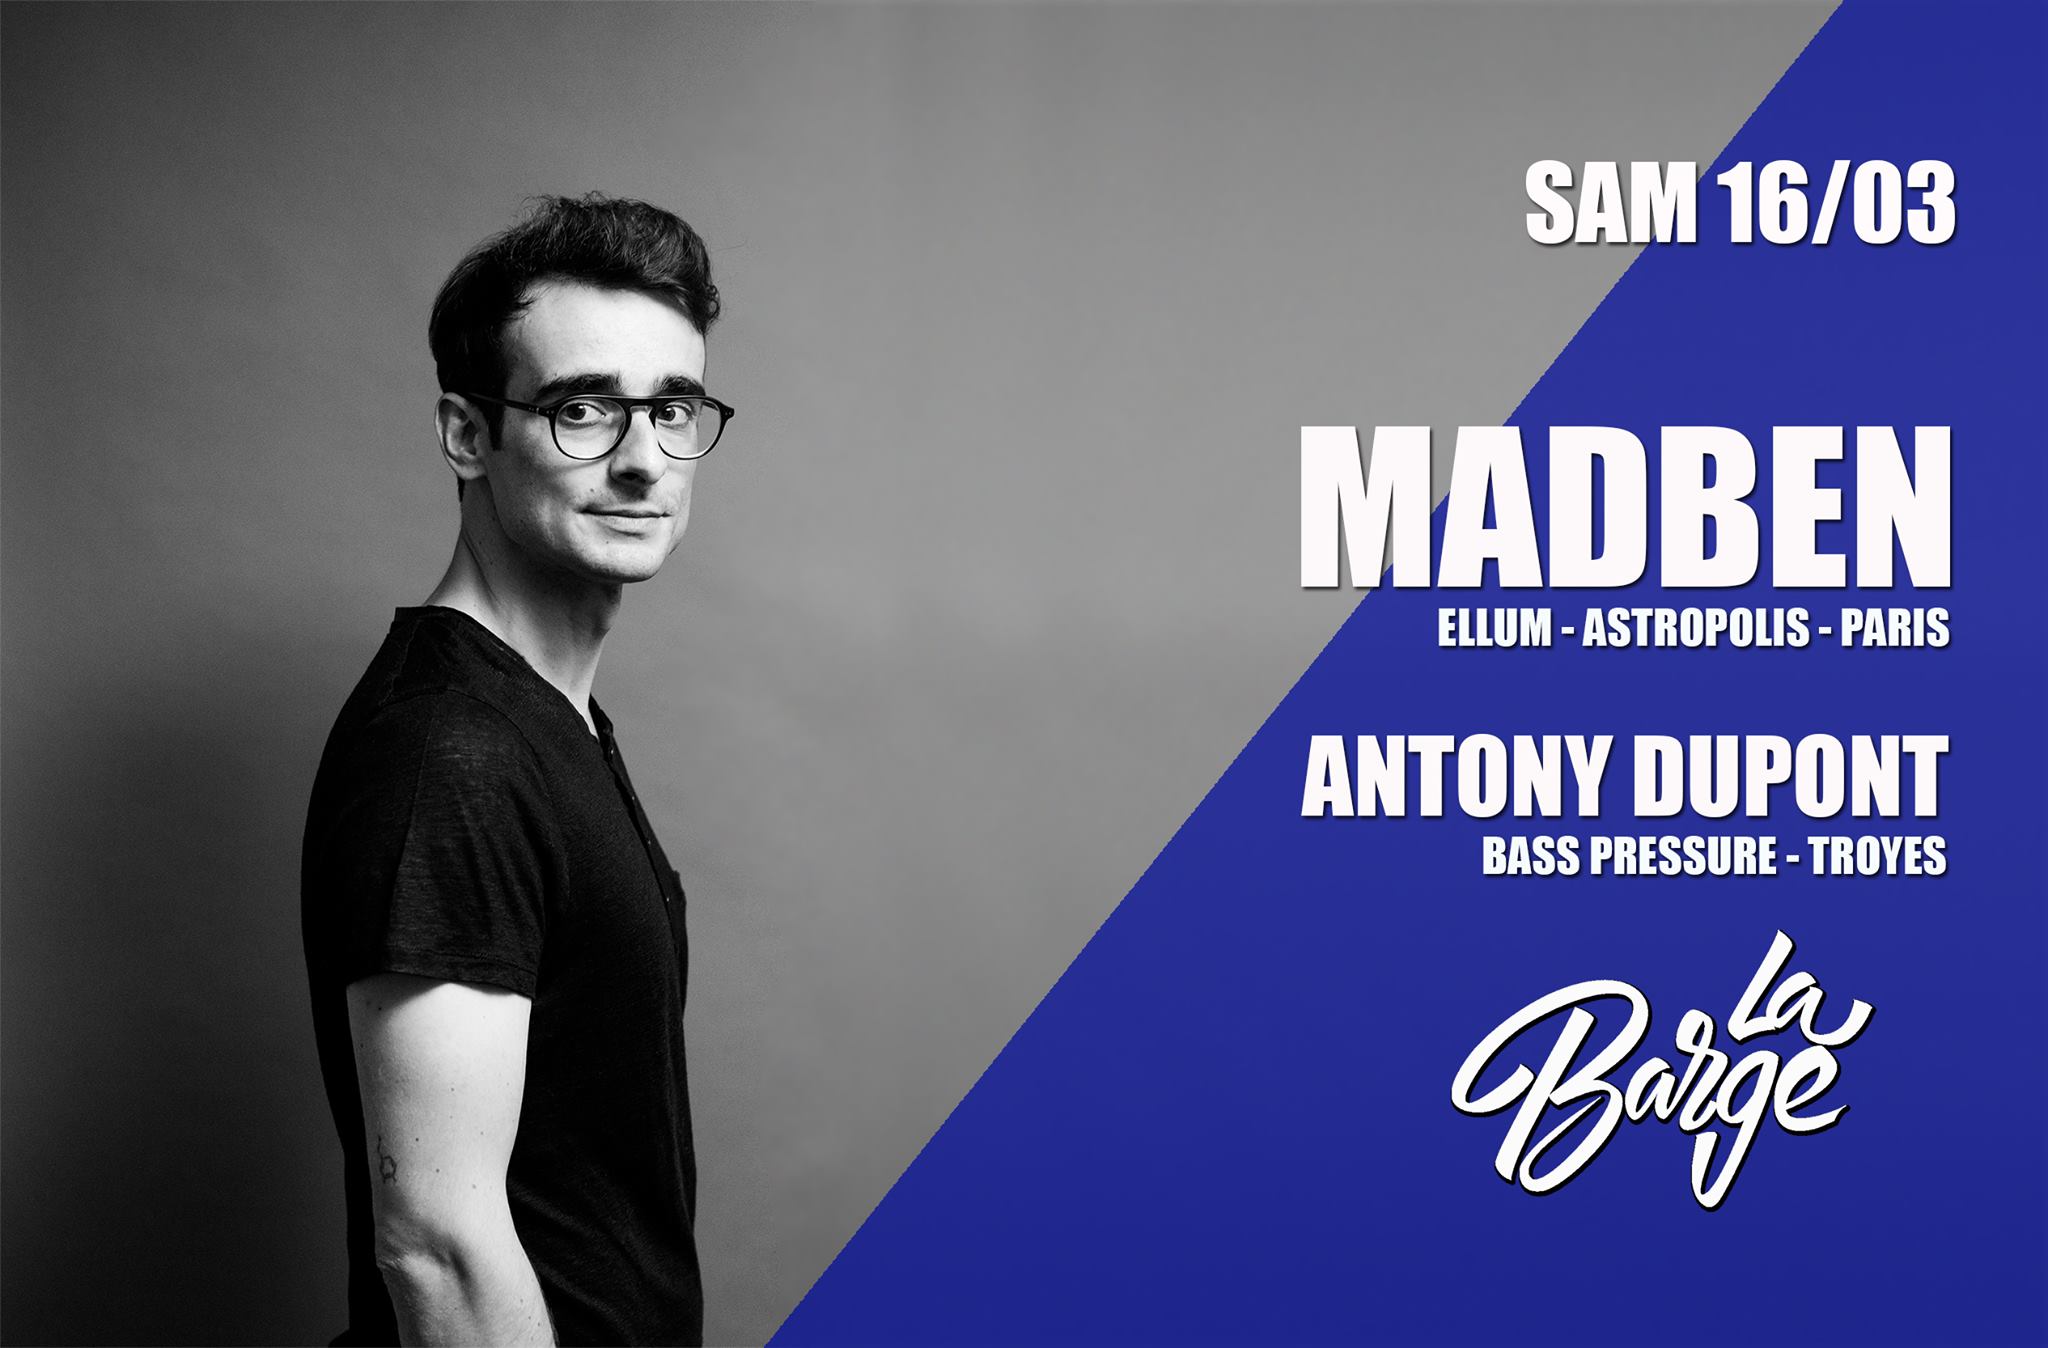 SAM 16/03
MADBEN
ELLUM - ASTROPOLIS - PARIS
ANTONY DUPONT
BASS PRESSURE - TROYES
La
Barge